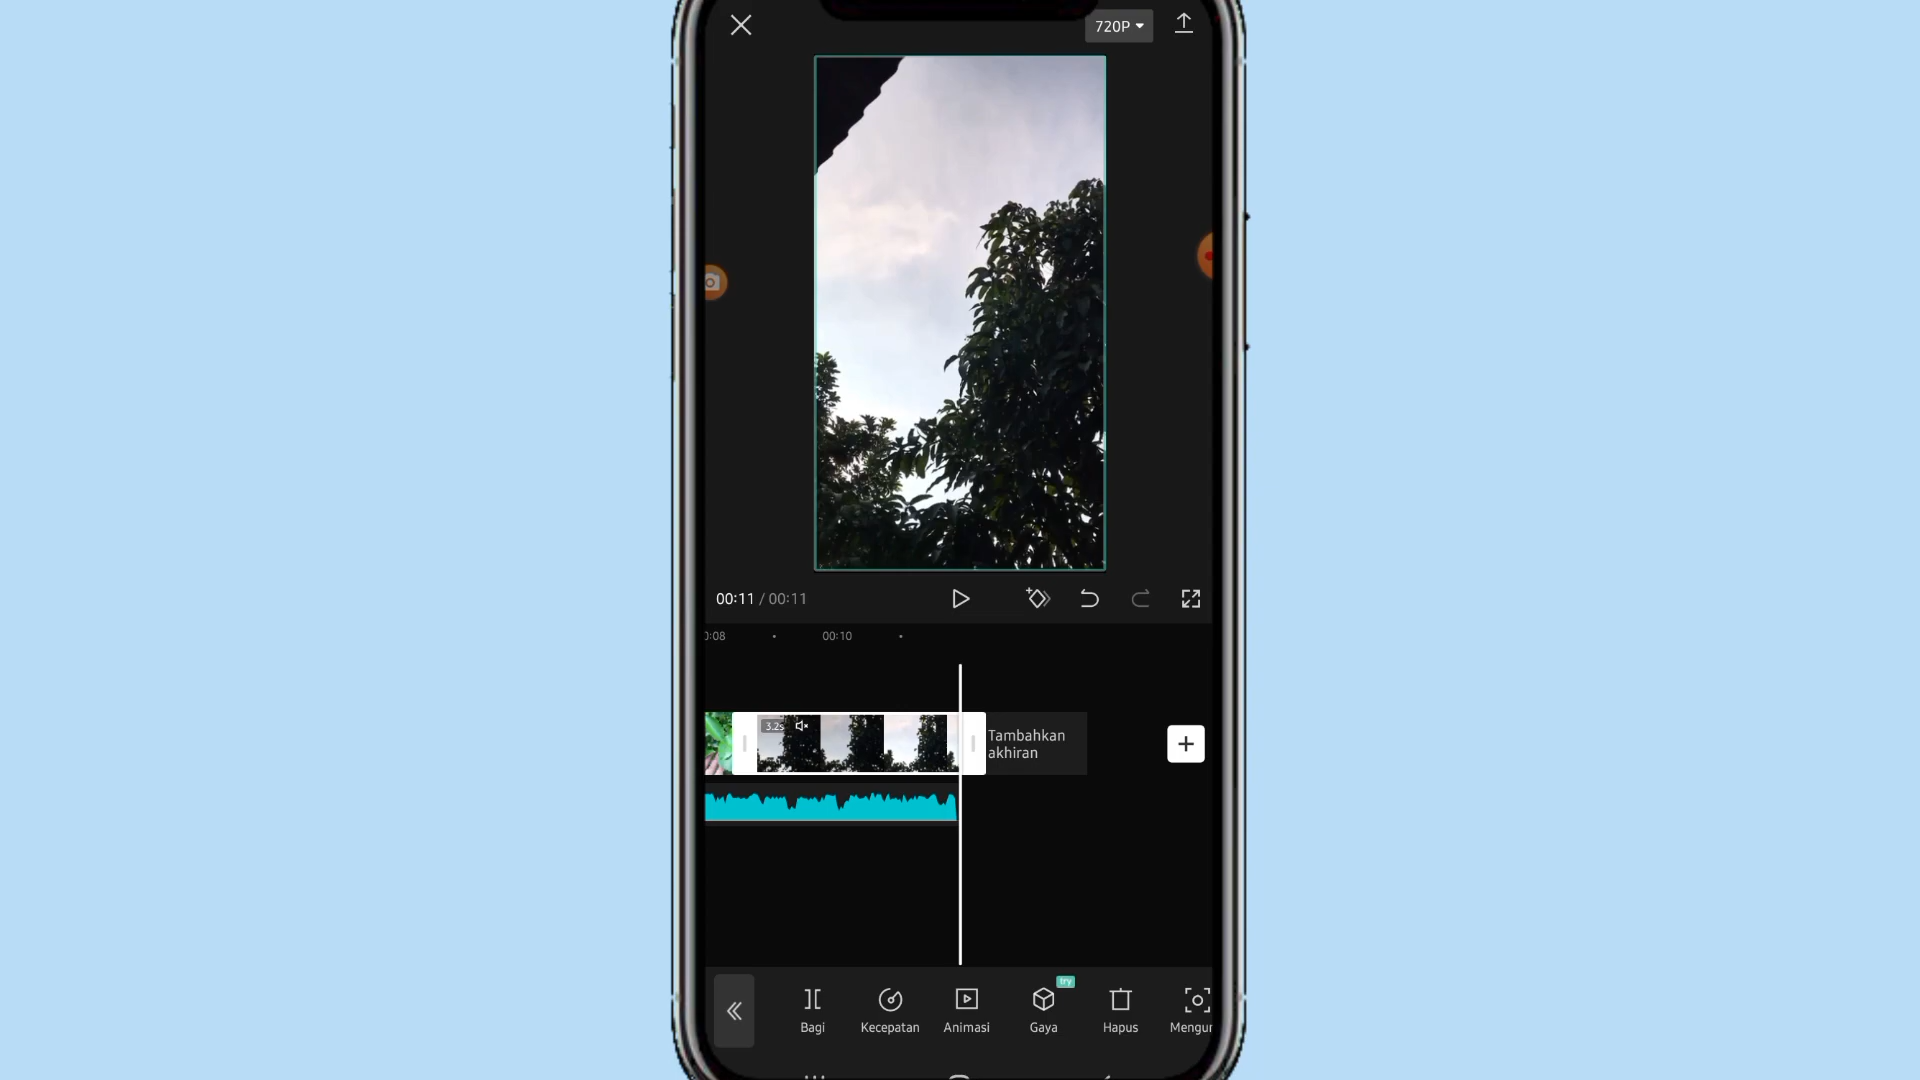 720P
00:11 / 00:11
0:08
00:10
3.2s
Tambahkan
akhiran
try
Bagi
Kecepatan
Animasi
Gaya
Hapus
Mengur